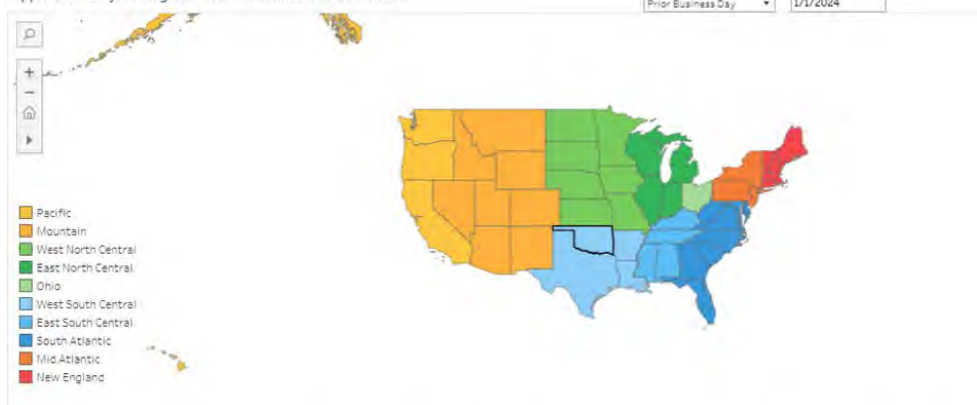 Prior Business Day
1/1/2024
Pacific
Mountain
West North Central
East North Central
Ohio
West South Central
East South Central
South Atlantic
Mid Atlantic
New England